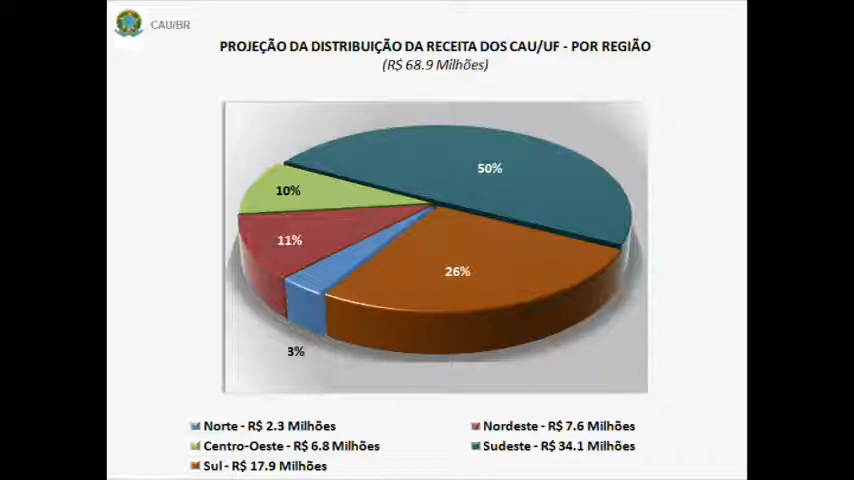 CAU/BR
PROJEÇÃO DA DISTRIBUIÇÃO DA RECEITA DOS CAU/UF - POR REGIÃO
(R$ 68.9 Milhões)
50%
10%
11%
26%
3%
Norte - R$ 2.3 Milhões
Nordeste - R$ 7.6 Milhões
Centro-Oeste - R$ 6.8 Milhões
Sudeste - R$ 34.1 Milhões
Sul - R$ 17.9 Milhões